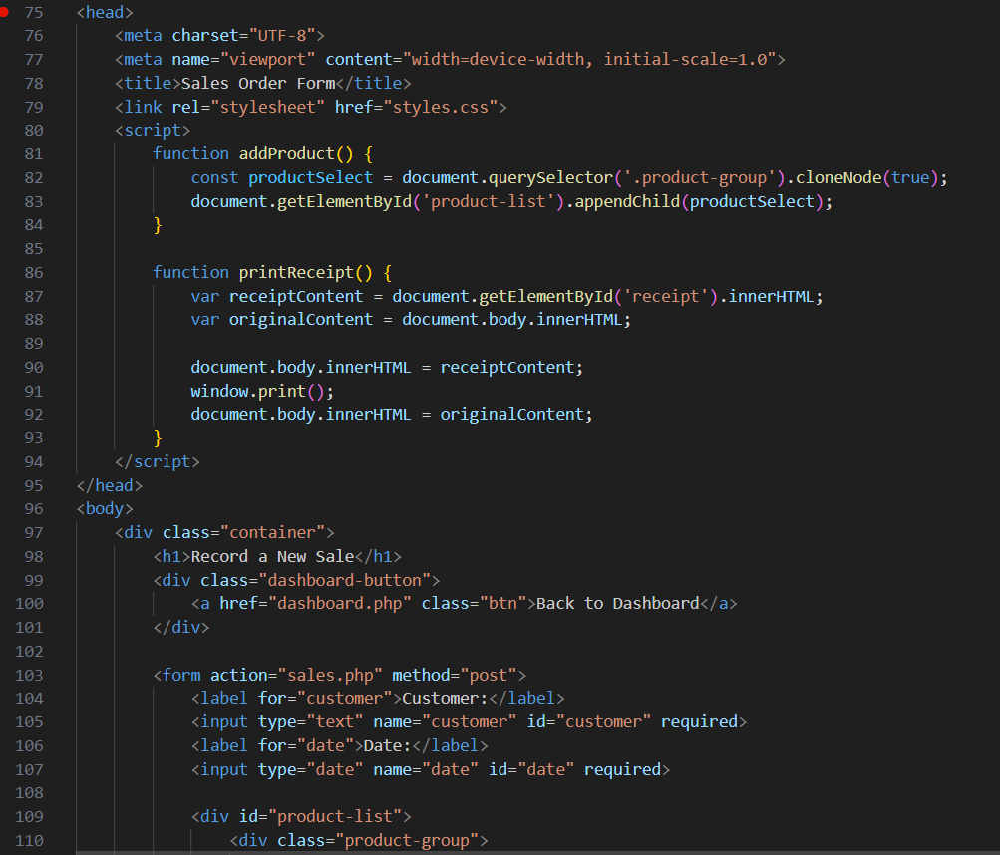 75 <head>
76 <meta charset="UTF-8">
77 <meta name="viewport" content="width=device-width, initial-scale=1.0">
78 <title>Sales Order Form</title>
79 <link rel="stylesheet" href="styles.css">
80 <script>
81 function addProduct() {
82 const productSelect = document.querySelector('.product-group').cloneNode(true);
83 document.getElementById('product-list').appendChild(productSelect);
84 }
85
86 function printReceipt() {
87 var receiptContent = document.getElementById('receipt').innerHTML;
88 var originalContent = document.body.innerHTML;
89
90 document.body.innerHTML = receiptContent;
91 window.print();
92 document.body.innerHTML = originalContent;
93 }
94 </script>
95 </head>
96 <body>
97 <div class="container">
98 <h1>Record a New Sale</h1>
99 <div class="dashboard-button">
100 <a href="dashboard.php" class="btn">Back to Dashboard</a>
101 </div>
102
103 <form action="sales.php" method="post">
104 <label for="customer">Customer:</label>
105 <input type="text" name="customer" id="customer" required>
106 <label for="date">Date:</label>
107 <input type="date" name="date" id="date" required>
108
109 <div id="product-list">
110 <div class="product-group">